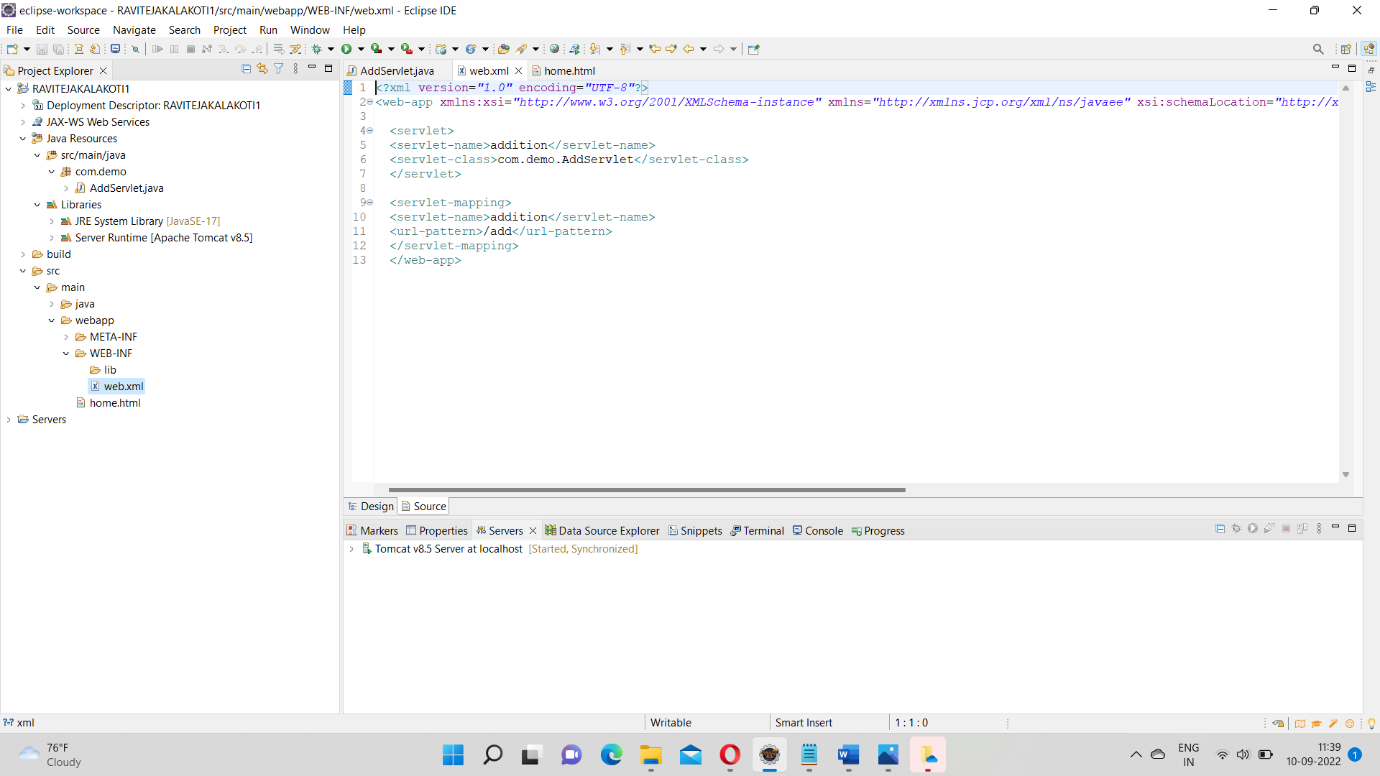 eclipse-workspace - RAVITEJAKALAKOTI1/src/main/webapp/WEB-INF/web.xml - Eclipse IDE
File Edit Source Navigate Search Project Run Window Help
Project Explorer
RAVITEJAKALAKOTI1
Deployment Descriptor: RAVITEJAKALAKOTI1
JAX-WS Web Services
Java Resources
src/main/java
com.demo
AddServlet.java
Libraries
JRE System Library [JavaSE-17]
Server Runtime [Apache Tomcat v8.5]
build
src
main
java
webapp
META-INF
WEB-INF
lib
web.xml
home.html
Servers
AddServlet.java web.xml home.html
1 <?xml version="1.0" encoding="UTF-8"?>
2 <web-app xmlns:xsi="http://www.w3.org/2001/XMLSchema-instance" xmlns="http://xmlns.jcp.org/xml/ns/javaee" xsi:schemaLocation="http://x
3
4 <servlet>
5 <servlet-name>addition</servlet-name>
6 <servlet-class>com.demo.AddServlet</servlet-class>
7 </servlet>
8
9 <servlet-mapping>
10 <servlet-name>addition</servlet-name>
11 <url-pattern>/add</url-pattern>
12 </servlet-mapping>
13 </web-app>
Design Source
Markers Properties Servers Data Source Explorer Snippets Terminal Console Progress
Tomcat v8.5 Server at localhost [Started, Synchronized]
xml Writable Smart Insert 1 : 1 : 0
76°F
Cloudy
ENG
IN
11:39
10-09-2022
1